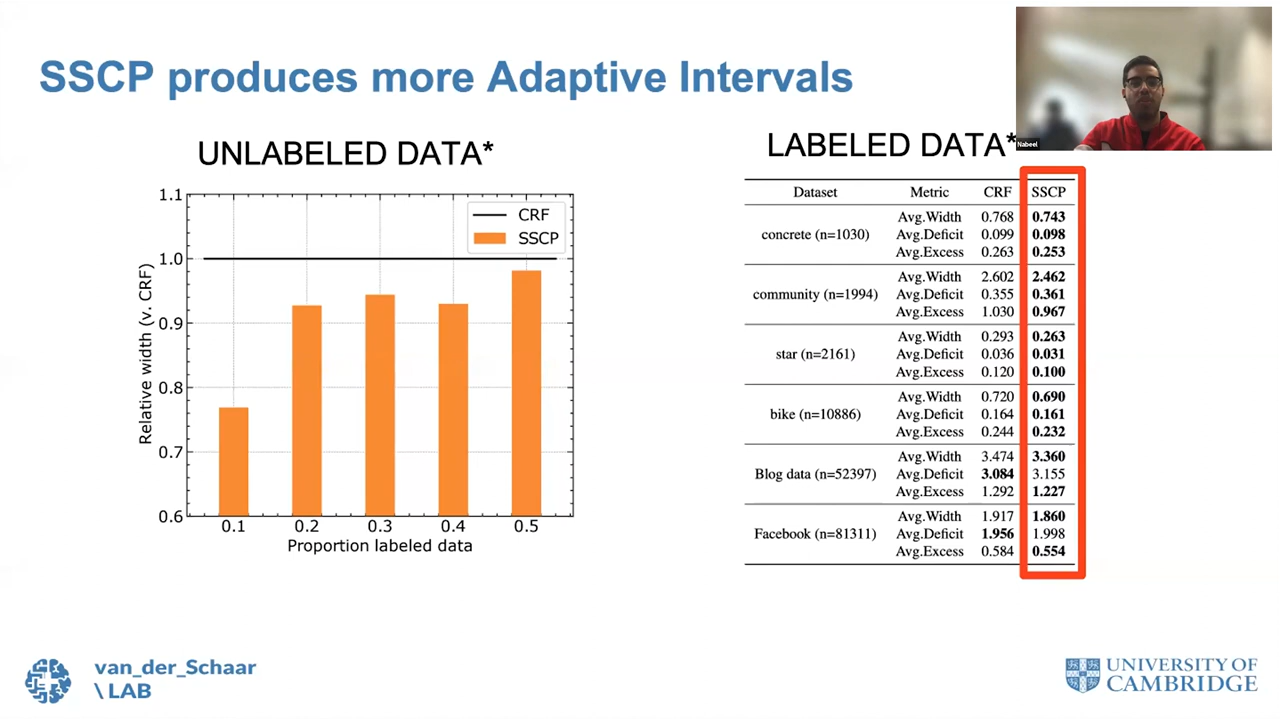 SSCP produces more Adaptive Intervals
Nabeel
UNLABELED DATA*
1.1
1.0
0.9
0.8
0.7
0.6
Relative width (v. CRF)
CRF
SSCP
0.1 0.2 0.3 0.4 0.5
Proportion labeled data
LABELED DATA*
Dataset Metric CRF SSCP
Avg.Width 0.768 0.743
concrete (n=1030) Avg.Deficit 0.099 0.098
Avg.Excess 0.263 0.253
Avg.Width 2.602 2.462
community (n=1994) Avg.Deficit 0.355 0.361
Avg.Excess 1.030 0.967
Avg.Width 0.293 0.263
star (n=2161) Avg.Deficit 0.036 0.031
Avg.Excess 0.120 0.100
Avg.Width 0.720 0.690
bike (n=10886) Avg.Deficit 0.164 0.161
Avg.Excess 0.244 0.232
Avg.Width 3.474 3.360
Blog data (n=52397) Avg.Deficit 3.084 3.155
Avg.Excess 1.292 1.227
Avg.Width 1.917 1.860
Facebook (n=81311) Avg.Deficit 1.956 1.998
Avg.Excess 0.584 0.554
van_der_Schaar
\ LAB
UNIVERSITY OF
CAMBRIDGE